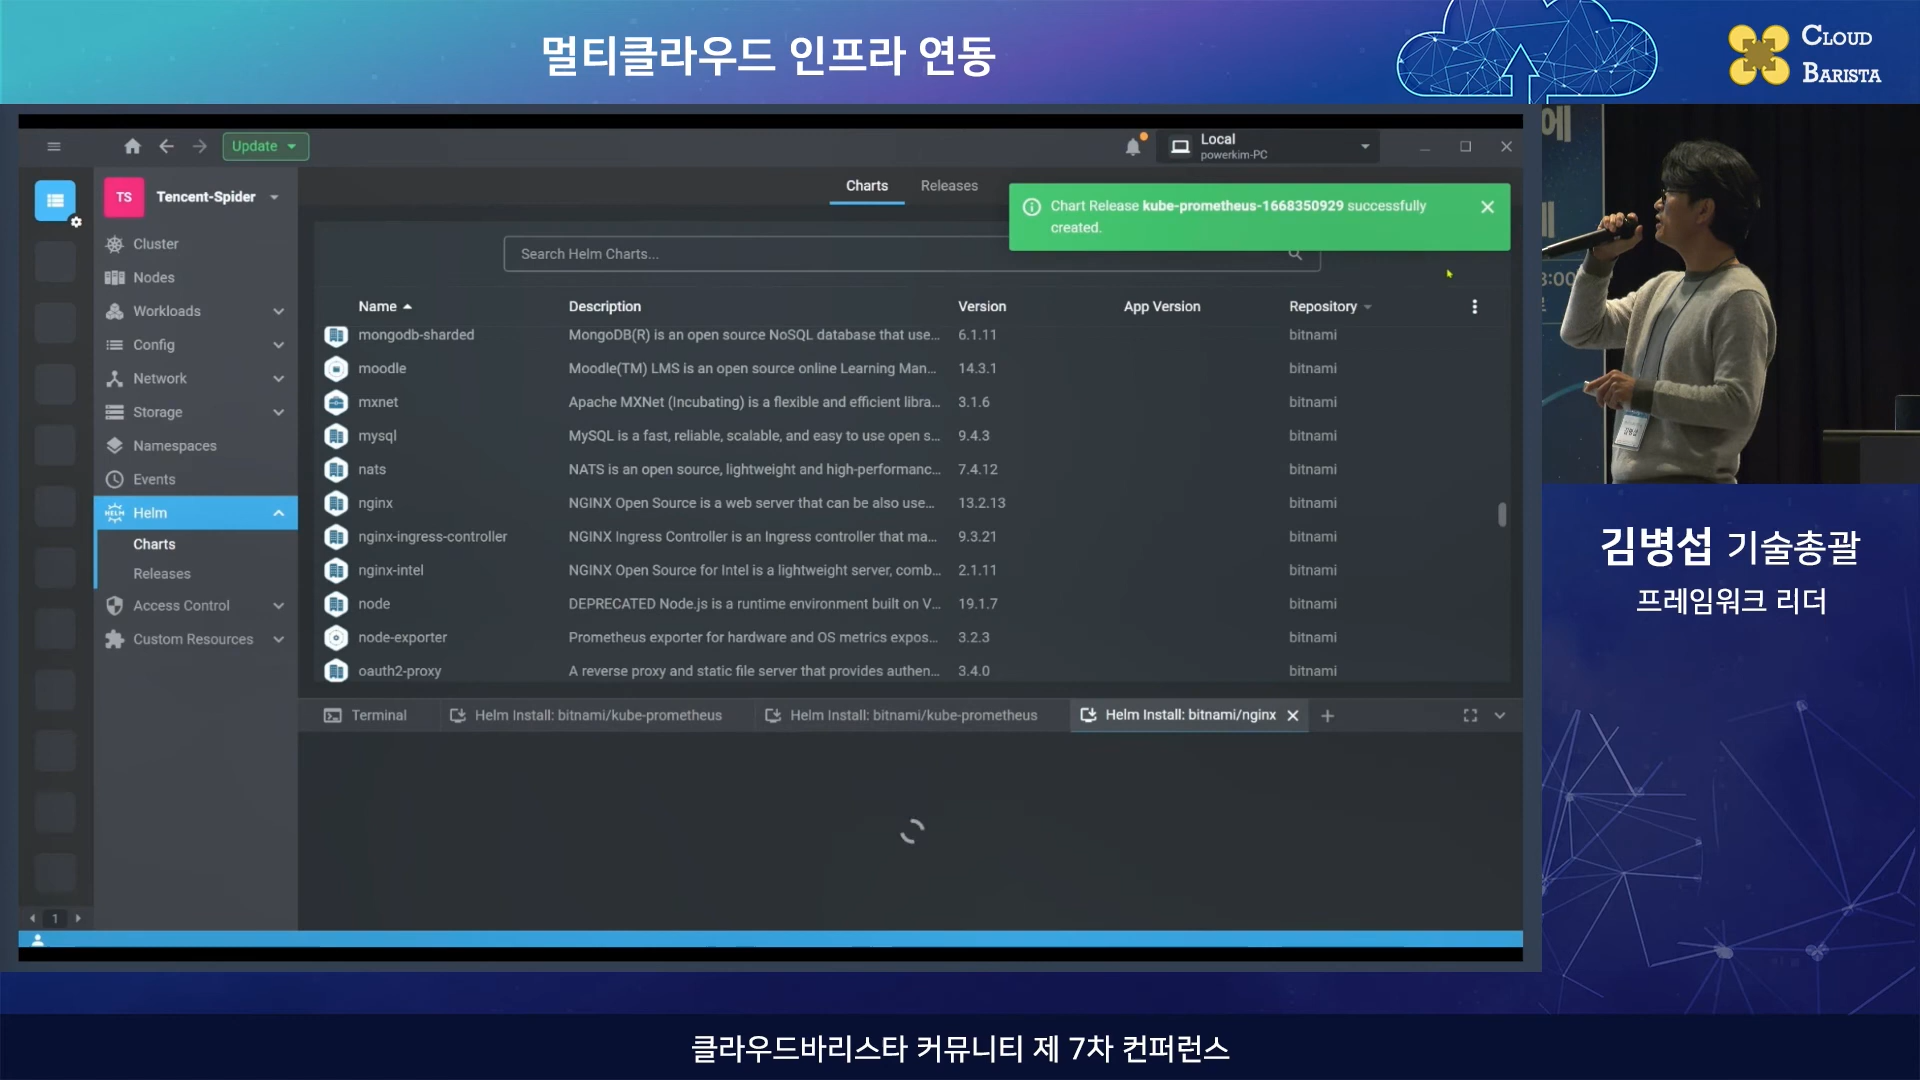 멀티클라우드 인프라 연동
CLOUD
BARISTA
Update
Local
powerkim-PC
TS
Tencent-Spider
Charts
Releases
Chart Release kube-prometheus-1668350929 successfully
created.
Search Helm Charts...
Cluster
Nodes
Workloads
Config
Network
Storage
Namespaces
Events
HELM
Helm
Charts
Releases
Access Control
Custom Resources
Name Description Version App Version Repository
mongodb-sharded MongoDB(R) is an open source NoSQL database that use... 6.1.11 bitnami
moodle Moodle(TM) LMS is an open source online Learning Man... 14.3.1 bitnami
mxnet Apache MXNet (Incubating) is a flexible and efficient libra... 3.1.6 bitnami
mysql MySQL is a fast, reliable, scalable, and easy to use open s... 9.4.3 bitnami
nats NATS is an open source, lightweight and high-performanc... 7.4.12 bitnami
nginx NGINX Open Source is a web server that can be also use... 13.2.13 bitnami
nginx-ingress-controller NGINX Ingress Controller is an Ingress controller that ma... 9.3.21 bitnami
nginx-intel NGINX Open Source for Intel is a lightweight server, comb... 2.1.11 bitnami
node DEPRECATED Node.js is a runtime environment built on V... 19.1.7 bitnami
node-exporter Prometheus exporter for hardware and OS metrics expos... 3.2.3 bitnami
oauth2-proxy A reverse proxy and static file server that provides authen... 3.4.0 bitnami
Terminal
Helm Install: bitnami/kube-prometheus
Helm Install: bitnami/kube-prometheus
Helm Install: bitnami/nginx
1
에
김병섭 기술총괄
프레임워크 리더
클라우드바리스타 커뮤니티 제 7차 컨퍼런스